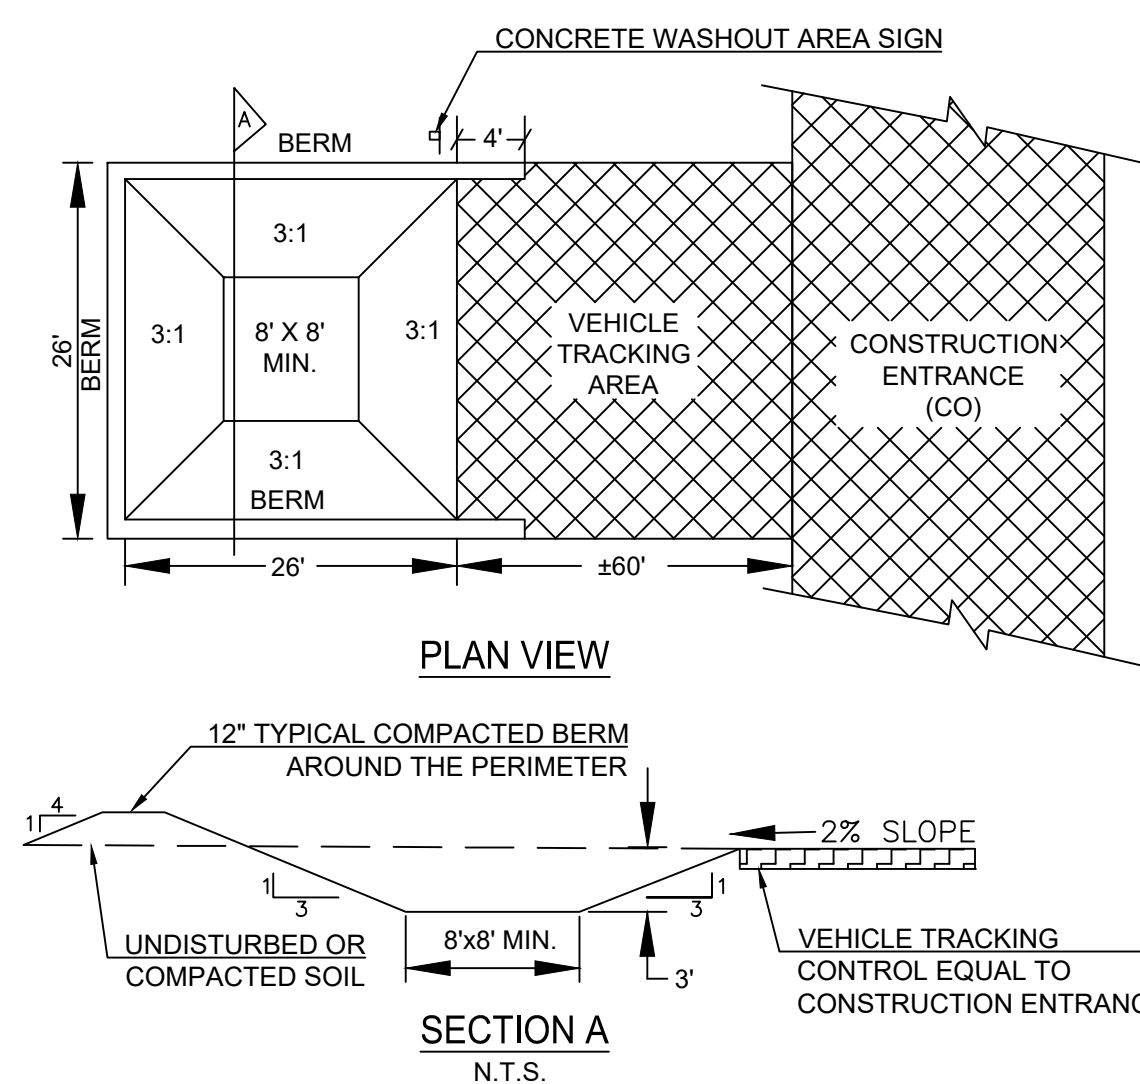 CONCRETE WASHOUT AREA SIGN
A
BERM
4'
3:1
26'
BERM
3:1
8' X 8'
MIN.
3:1
VEHICLE
TRACKING
AREA
CONSTRUCTION
ENTRANCE
(CO)
3:1
BERM
26'
±60'
PLAN VIEW
12" TYPICAL COMPACTED BERM
AROUND THE PERIMETER
4
1
2% SLOPE
1
3
1
3
UNDISTURBED OR
COMPACTED SOIL
8'x8' MIN.
3'
VEHICLE TRACKING
CONTROL EQUAL TO
CONSTRUCTION ENTRANC
SECTION A
N.T.S.